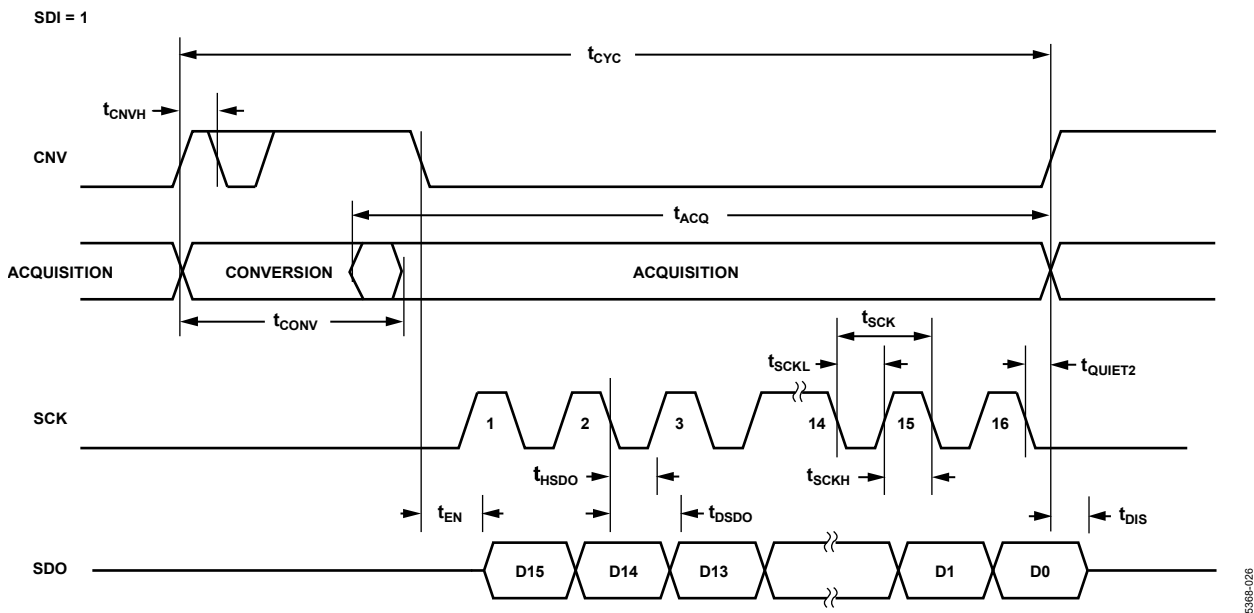 SDI = 1
tCYC
tCNVH
CNV
tACQ
ACQUISITION CONVERSION ACQUISITION
tCONV
tSCK
tSCKL
tQUIET2
SCK 1 2 3 14 15 16
tHSDO
tSCKH
tEN
tDSDO
tDIS
SDO D15 D14 D13 D1 D0
5368-026